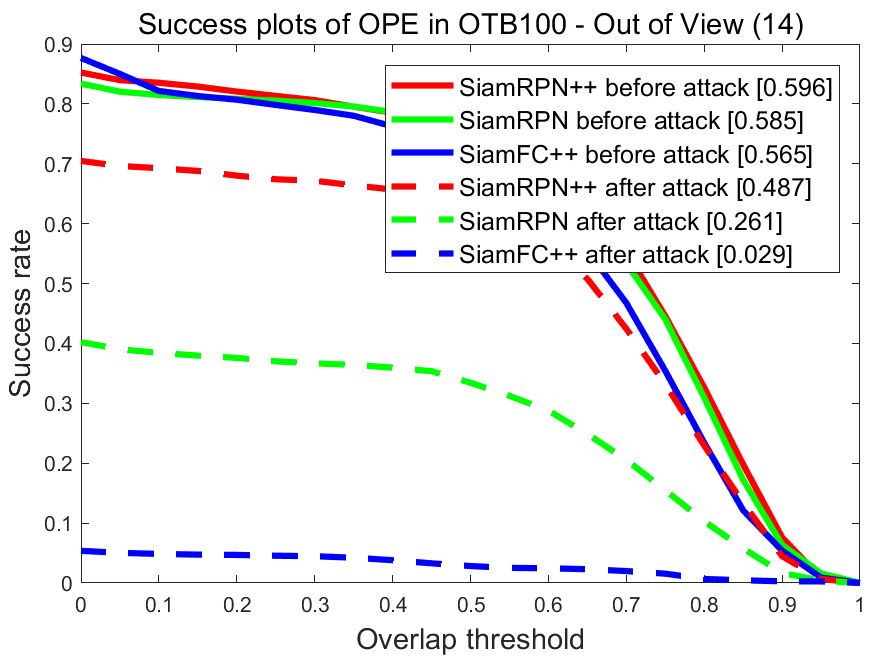 Success plots of OPE in OTB100 - Out of View (14)
0.9
0.8
0.7
0.6
0.5
0.4
0.3
0.2
0.1
0
Success rate
SiamRPN++ before attack [0.596]
SiamRPN before attack [0.585]
SiamFC++ before attack [0.565]
SiamRPN++ after attack [0.487]
SiamRPN after attack [0.261]
SiamFC++ after attack [0.029]
0 0.1 0.2 0.3 0.4 0.5 0.6 0.7 0.8 0.9 1
Overlap threshold